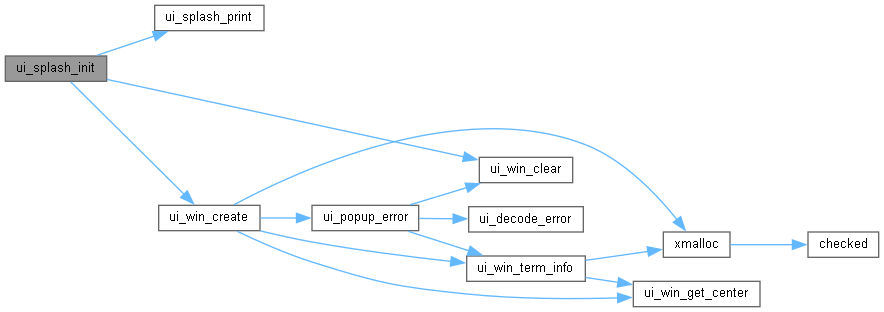 ui_splash_print
ui_splash_init
ui_win_clear
ui_win_create
ui_popup_error
ui_decode_error
xmalloc
checked
ui_win_term_info
ui_win_get_center